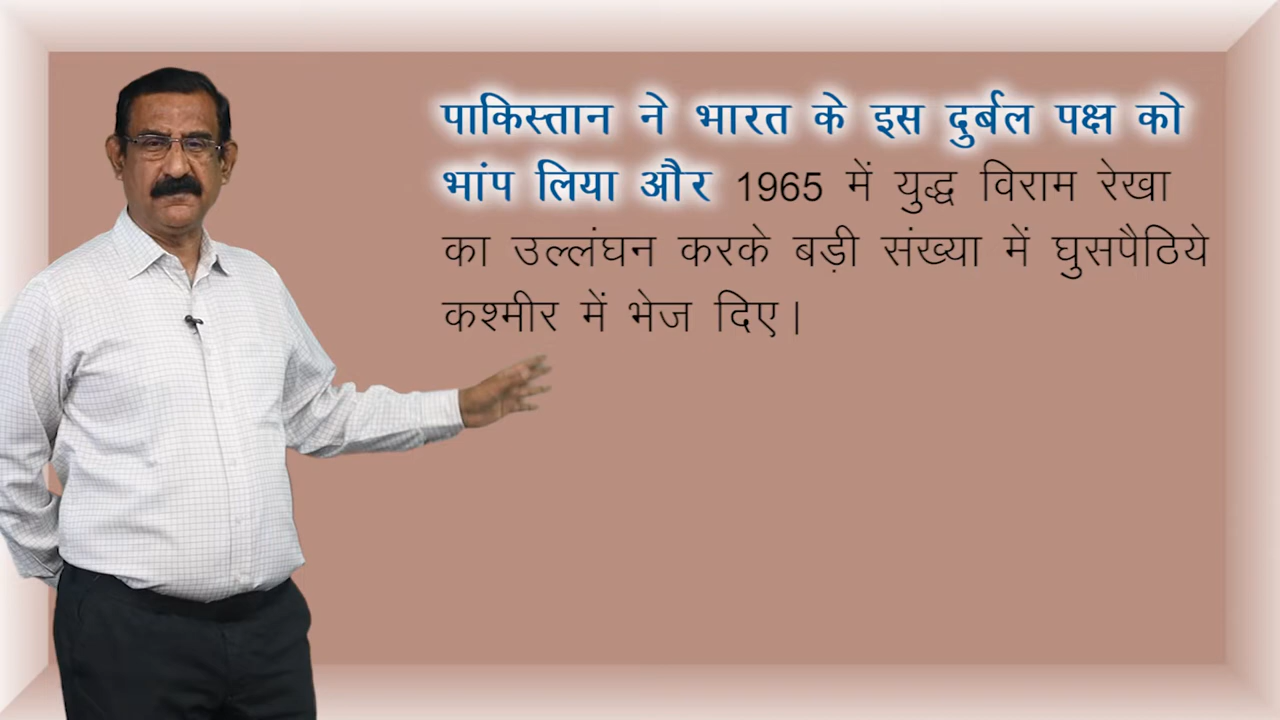 पाकिस्तान ने भारत के इस दुर्बल पक्ष को
भांप लिया और 1965 में युद्ध विराम रेखा
का उल्लंघन करके बड़ी संख्या में घुसपैठिये
कश्मीर में भेज दिए।